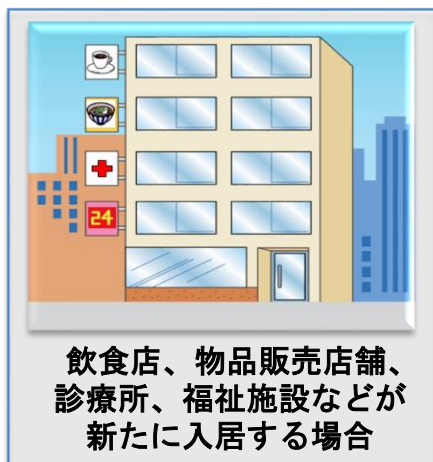 24
飲食店、物品販売店舗、
診療所、福祉施設などが
新たに入居する場合